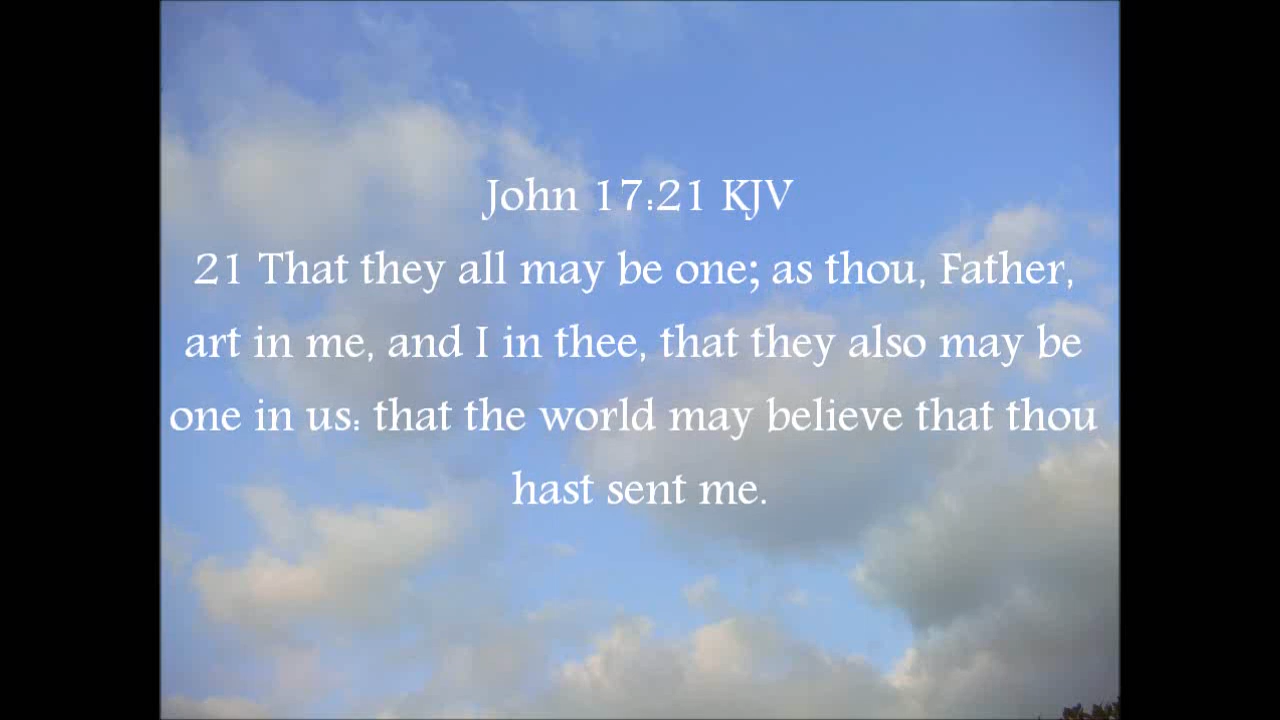 John 17:21 KJV
21 That they all may be one; as thou, Father,
art in me, and I in thee, that they also may be
one in us: that the world may believe that thou
hast sent me.